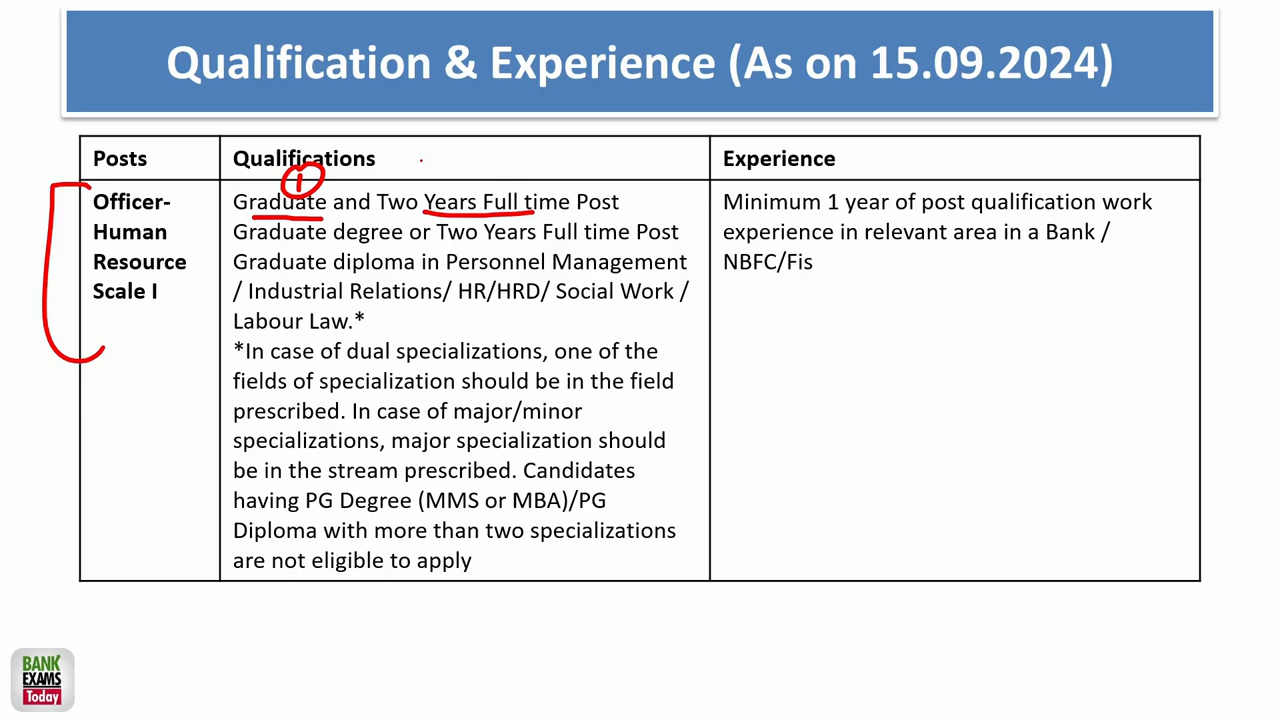 Qualification & Experience (As on 15.09.2024)
Posts
Qualifications
Experience
1
Officer-
Human
Resource
Scale I
Graduate and Two Years Full time Post
Graduate degree or Two Years Full time Post
Graduate diploma in Personnel Management
/ Industrial Relations/ HR/HRD/ Social Work /
Labour Law.*
*In case of dual specializations, one of the
fields of specialization should be in the field
prescribed. In case of major/minor
specializations, major specialization should
be in the stream prescribed. Candidates
having PG Degree (MMS or MBA)/PG
Diploma with more than two specializations
are not eligible to apply
Minimum 1 year of post qualification work
experience in relevant area in a Bank /
NBFC/Fis
BANK
EXAMS
Today